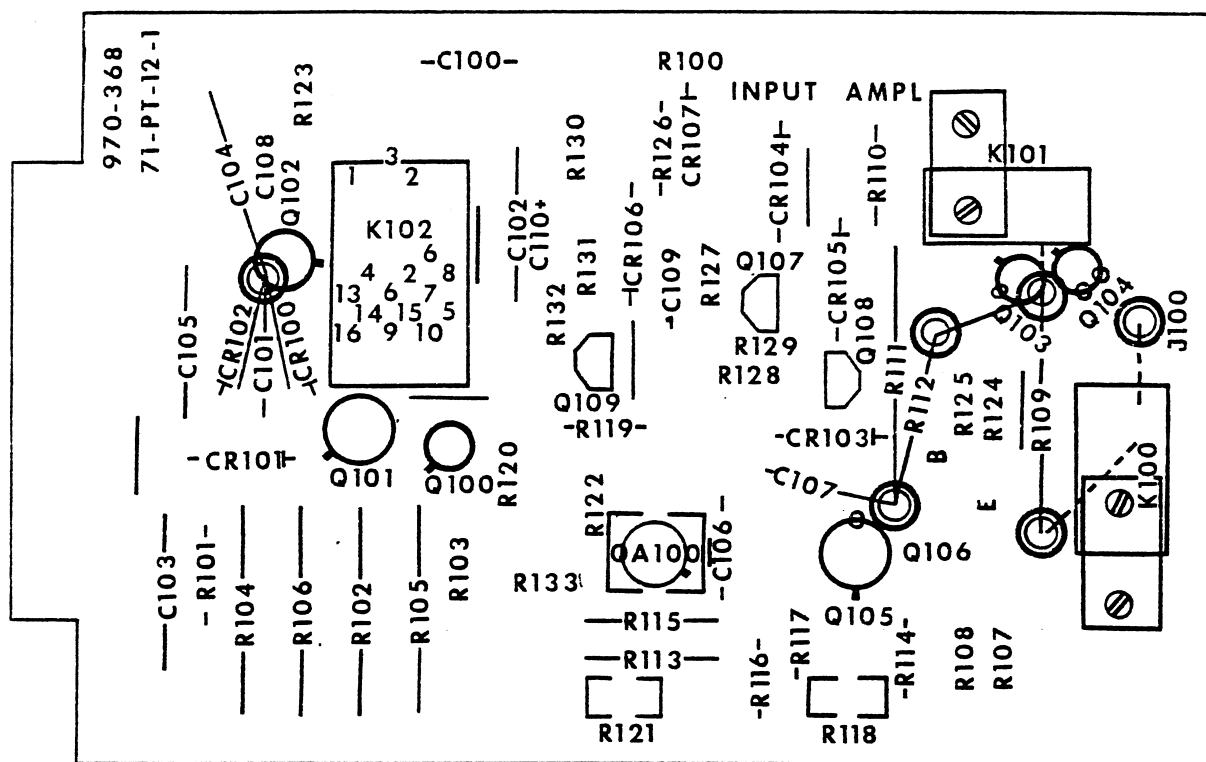 970-368
71-PT-12-1
R123
-C100-
R100
INPUT AMPL
C104
C108
Q102
3
1 2
K102
6
4 2 8
13 6 7
14 15 5
16 9 10
C102
C110+
R130
R126-
CR107
CR104
-R110-
K101
CR106-
R131
R132
C109
R127
Q107
CR105
Q108
R129
R128
Q103
Q104
J100
C105
CR102
-C101
CR100
Q109
-R119-
-CR103
R111
R112
R125
R124
R109
B
E
K100
-CR101
Q101
Q100
R120
R122
-C107
C103
-R101-
R104
R106
R102
R105
R103
R133
OA100
-C106-
Q106
Q105
R115
R113
R121
-R116-
-R117
R118
-R114-
R108
R107